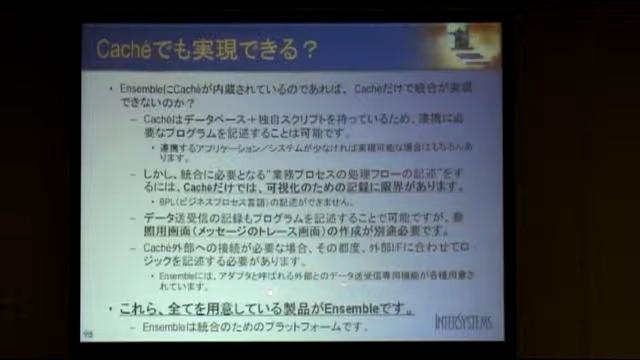 Cachéでも実現できる？
・ EnsembleにCachéが内蔵されているのであれば、Cachéだけで統合が実現
できないのか？
– Cachéはデータベース＋独自スクリプトを持っているため、連携に必
要なプログラムを記述することは可能です。
・ 連携するアプリケーション／システムが少なければ実現可能な場合はもちろんあ
ります。
– しかし、統合に必要となる“業務プロセスの処理フローの記述”をす
るには、Cachéだけでは、可視化のための記録に限界があります。
・ BPL（ビジネスプロセス言語）の記述ができません。
– データ送受信の記録もプログラムを記述することで可能ですが、参
照用画面（メッセージのトレース画面）の作成が別途必要です。
– Caché外部への接続が必要な場合、その都度、外部I/Fに合わせてロ
ジックを記述する必要があります。
・ Ensembleには、アダプタと呼ばれる外部とのデータ送受信専用機能が各種用意さ
れています。
・ これら、全てを用意している製品がEnsembleです。
– Ensembleは統合のためのプラットフォームです。
INTERSYSTEMS